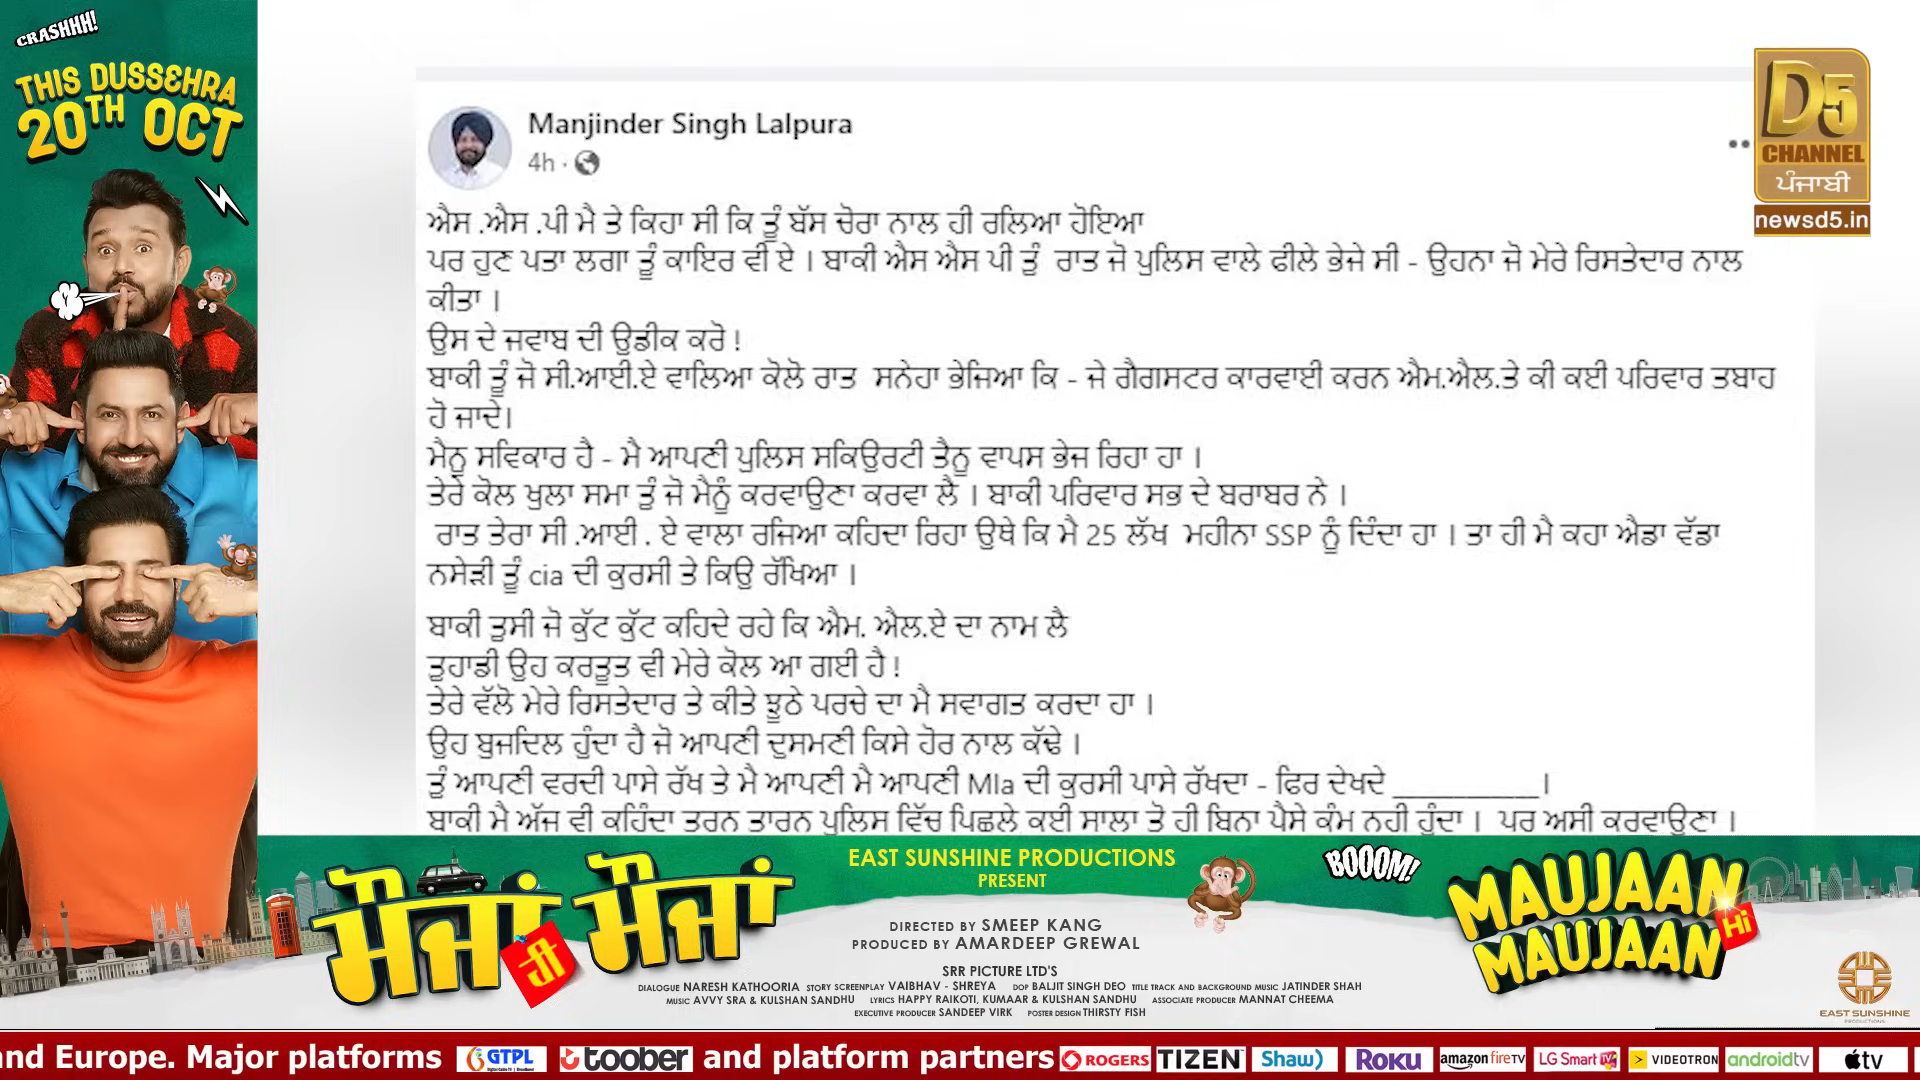 CRASHHH!
THIS DUSSEHRA
20TH OCT
Manjinder Singh Lalpura
4h ·
D5
CHANNEL
ਪੰਜਾਬੀ
newsd5.in
ਐਸ .ਐਸ .ਪੀ ਮੈ ਤੇ ਕਿਹਾ ਸੀ ਕਿ ਤੂੰ ਬੱਸ ਚੋਰਾ ਨਾਲ ਹੀ ਰਲਿਆ ਹੋਇਆ
ਪਰ ਹੁਣ ਪਤਾ ਲਗਾ ਤੂੰ ਕਾਇਰ ਵੀ ਏ । ਬਾਕੀ ਐਸ ਐਸ ਪੀ ਤੁੰ ਰਾਤ ਜੋ ਪੁਲਿਸ ਵਾਲੇ ਫੀਲੇ ਭੇਜੇ ਸੀ - ਉਹਨਾ ਜੋ ਮੇਰੇ ਰਿਸਤੇਦਾਰ ਨਾਲ
ਕੀਤਾ ।
ਉਸ ਦੇ ਜਵਾਬ ਦੀ ਉਡੀਕ ਕਰੋ !
ਬਾਕੀ ਤੂੰ ਜੋ ਸੀ.ਆਈ.ਏ ਵਾਲਿਆ ਕੋਲੋ ਰਾਤ ਸਨੇਹਾ ਭੇਜਿਆ ਕਿ - ਜੇ ਗੈਗਸਟਰ ਕਾਰਵਾਈ ਕਰਨ ਐਮ.ਐਲ.ਤੇ ਕੀ ਕਈ ਪਰਿਵਾਰ ਤਬਾਹ
ਹੋ ਜਾਦੇ।
ਮੈਨੂ ਸਵਿਕਾਰ ਹੈ - ਮੈ ਆਪਣੀ ਪੁਲਿਸ ਸਕਿਉਰਟੀ ਤੈਨੂ ਵਾਪਸ ਭੇਜ ਰਿਹਾ ਹਾ ।
ਤੇਰੇ ਕੋਲ ਖੁਲਾ ਸਮਾ ਤੁੰ ਜੋ ਮੈਨੂੰ ਕਰਵਾਉਣਾ ਕਰਵਾ ਲੈ । ਬਾਕੀ ਪਰਿਵਾਰ ਸਭ ਦੇ ਬਰਾਬਰ ਨੇ ।
ਰਾਤ ਤੇਰਾ ਸੀ .ਆਈ . ਏ ਵਾਲਾ ਰਜਿਆ ਕਹਿਦਾ ਰਿਹਾ ਉਥੇ ਕਿ ਮੈ 25 ਲੱਖ ਮਹੀਨਾ SSP ਨੂੰ ਦਿੰਦਾ ਹਾ । ਤਾ ਹੀ ਮੈ ਕਹਾ ਐਡਾ ਵੱਡਾ
ਨਸੇੜੀ ਤੂੰ cia ਦੀ ਕੁਰਸੀ ਤੇ ਕਿਉ ਰੱਖਿਆ ।
ਬਾਕੀ ਤੁਸੀ ਜੋ ਕੁੱਟ ਕੁੱਟ ਕਹਿਦੇ ਰਹੇ ਕਿ ਐਮ. ਐਲ.ਏ ਦਾ ਨਾਮ ਲੈ
ਤੁਹਾਡੀ ਉਹ ਕਰਤੂਤ ਵੀ ਮੇਰੇ ਕੋਲ ਆ ਗਈ ਹੈ !
ਤੇਰੇ ਵੱਲੋ ਮੇਰੇ ਰਿਸਤੇਦਾਰ ਤੇ ਕੀਤੇ ਝੂਠੇ ਪਰਚੇ ਦਾ ਮੈ ਸਵਾਗਤ ਕਰਦਾ ਹਾ ।
ਉਹ ਬੁਜਦਿਲ ਹੁੰਦਾ ਹੈ ਜੋ ਆਪਣੀ ਦੁਸਮਣੀ ਕਿਸੇ ਹੋਰ ਨਾਲ ਕੱਢੇ ।
ਤੁੰ ਆਪਣੀ ਵਰਦੀ ਪਾਸੇ ਰੱਖ ਤੇ ਮੈ ਆਪਣੀ ਮੈ ਆਪਣੀ Mla ਦੀ ਕੁਰਸੀ ਪਾਸੇ ਰੱਖਦਾ - ਫਿਰ ਦੇਖਦੇ __________।
ਬਾਕੀ ਮੈ ਅੱਜ ਵੀ ਕਹਿੰਦਾ ਤਰਨ ਤਾਰਨ ਪੁਲਿਸ ਵਿੱਚ ਪਿਛਲੇ ਕਈ ਸਾਲਾ ਤੋ ਹੀ ਬਿਨਾ ਪੈਸੇ ਕੰਮ ਨਹੀ ਹੁੰਦਾ । ਪਰ ਅਸੀ ਕਰਵਾਉਣਾ ।
ਮੌਜਾਂ ਹੀ ਮੌਜਾਂ
EAST SUNSHINE PRODUCTIONS
PRESENT
DIRECTED BY SMEEP KANG
PRODUCED BY AMARDEEP GREWAL
SRR PICTURE LTD'S
DIALOGUE NARESH KATHOORIA STORY SCREENPLAY VAIBHAV - SHREYA DOP BALJIT SINGH DEO TITLE TRACK AND BACKGROUND MUSIC JATINDER SHAH
MUSIC AVVY SRA & KULSHAN SANDHU LYRICS HAPPY RAIKOTI, KUMAAR & KULSHAN SANDHU ASSOCIATE PRODUCER MANNAT CHEEMA
EXECUTIVE PRODUCER SANDEEP VIRK POSTER DESIGN THIRSTY FISH
BOOOM!
MAUJAAN
Hi
MAUJAAN
EAST SUNSHINE
PRODUCTIONS
and Europe. Major platforms GTPL toober and platform partners ROGERS TIZEN Shaw) ROKU amazon fireTV LG Smart TV VIDEOTRON androidtv tv